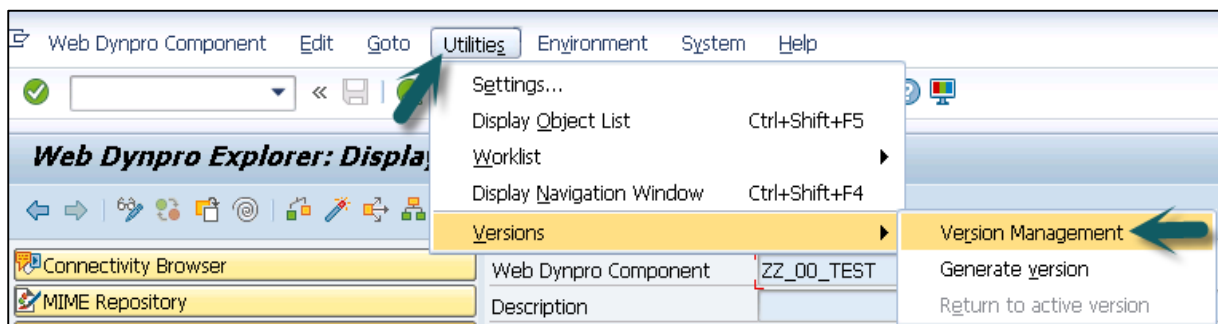 Web Dynpro Component Edit Goto Utilities Environment System Help
Settings...
Display Object List Ctrl+Shift+F5
Web Dynpro Explorer: Display
Worklist
Display Navigation Window Ctrl+Shift+F4
Versions
Version Management
Connectivity Browser
Web Dynpro Component ZZ_00_TEST
Generate version
MIME Repository
Description
Return to active version